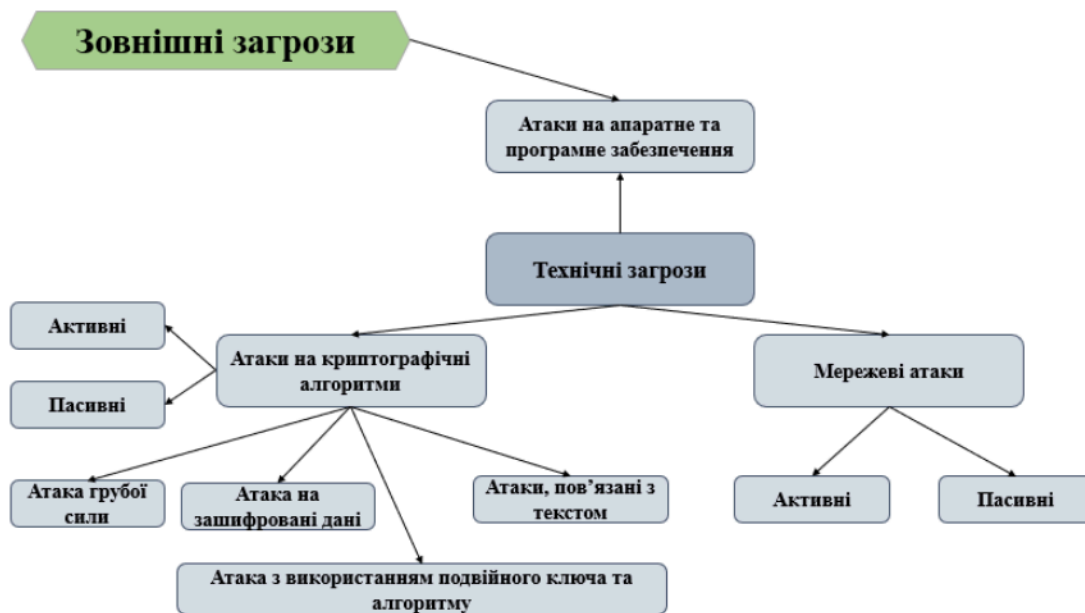 Зовнішні загрози
Атаки на апаратне та
програмне забезпечення
Технічні загрози
Активні
Пасивні
Атаки на криптографічні
алгоритми
Мережеві атаки
Атака грубої
сили
Атака на
зашифровані дані
Атаки, пов’язані з
текстом
Активні
Пасивні
Атака з використанням подвійного ключа та
алгоритму